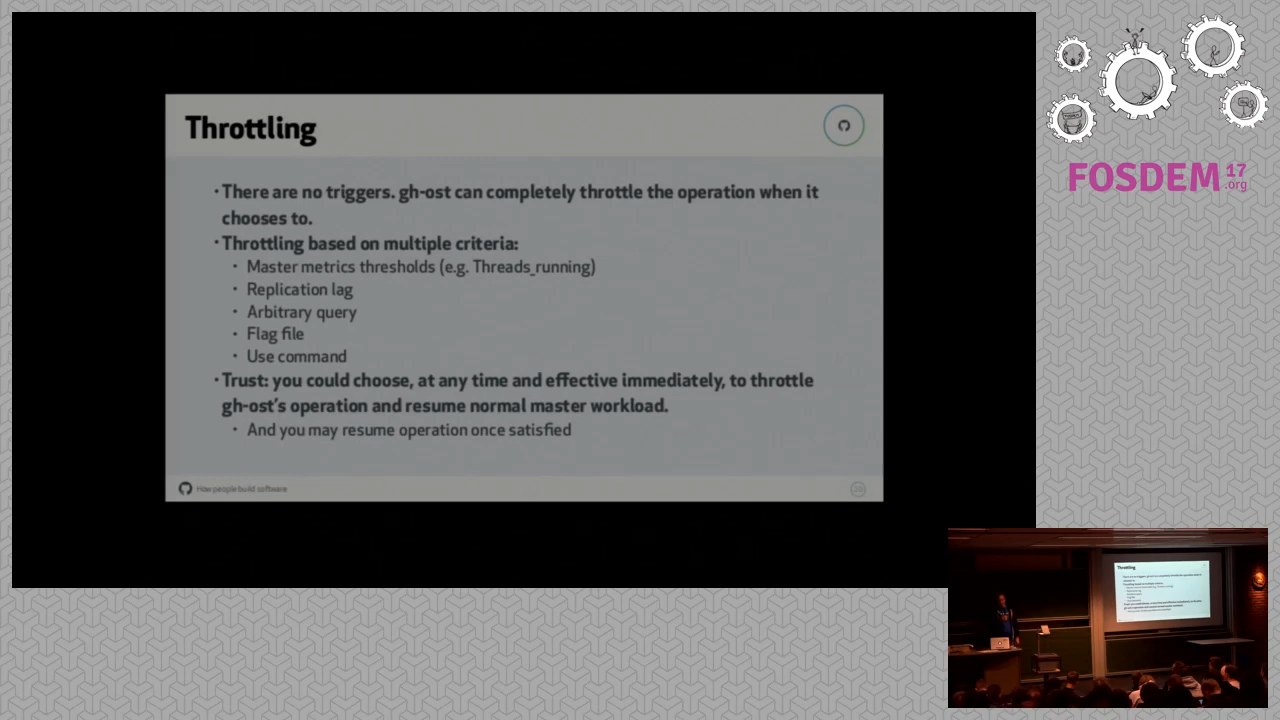 Throttling
• There are no triggers. gh-ost can completely throttle the operation when it
chooses to.
• Throttling based on multiple criteria:
• Master metrics thresholds (e.g. Threads_running)
• Replication lag
• Arbitrary query
• Flag file
• Use command
• Trust: you could choose, at any time and effective immediately, to throttle
gh-ost's operation and resume normal master workload.
• And you may resume operation once satisfied
How people build software
29
FOSDEM 17
.org
Throttling